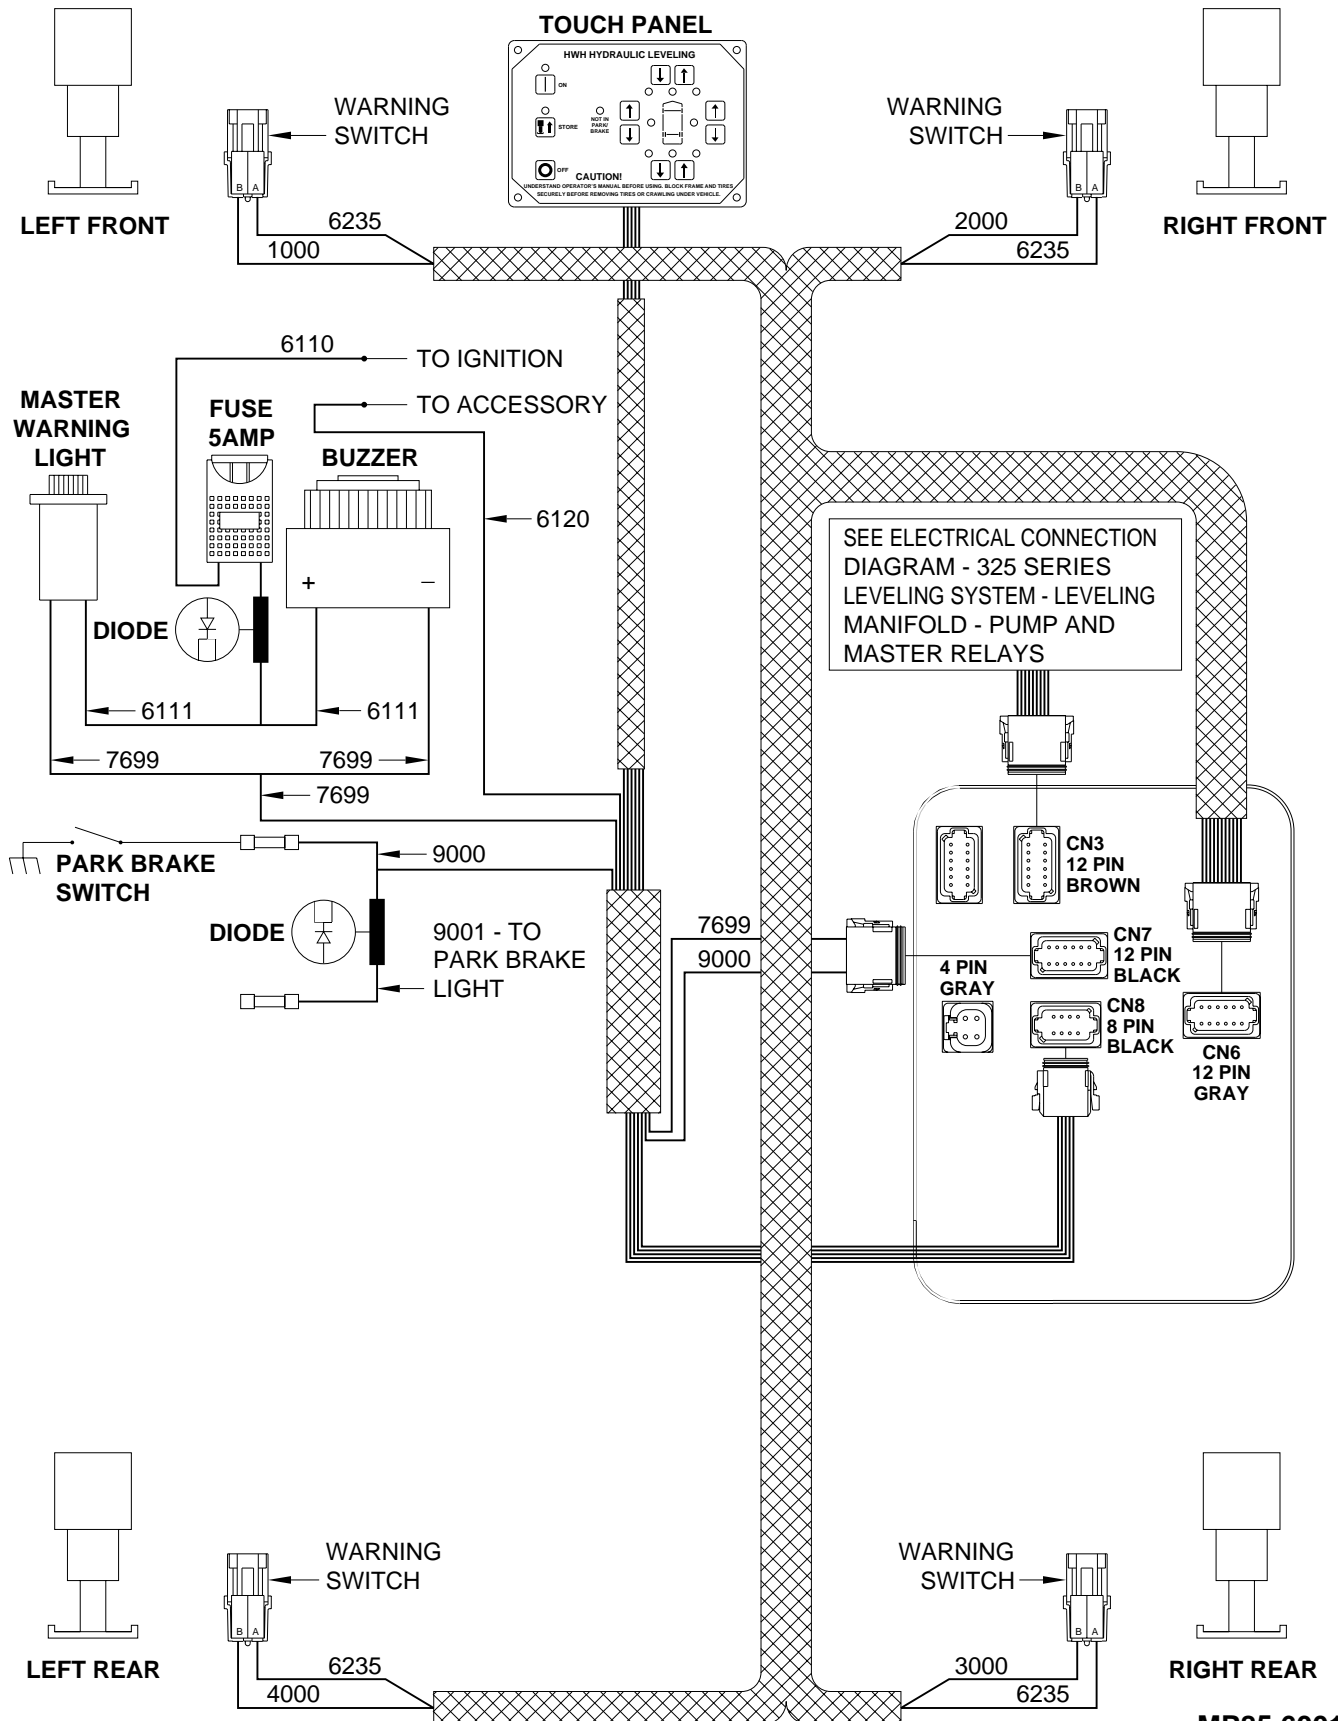 TOUCH PANEL
HWH HYDRAULIC LEVELING
ON
STORE
NOT IN
PARK/
BRAKE
OFF
CAUTION!
UNDERSTAND OPERATOR'S MANUAL BEFORE USING. BLOCK FRAME AND TIRES
SECURELY BEFORE REMOVING TIRES OR CRAWLING UNDER VEHICLE.
WARNING
SWITCH
B A
LEFT FRONT
6235
1000
WARNING
SWITCH
B A
RIGHT FRONT
2000
6235
6110
TO IGNITION
TO ACCESSORY
MASTER
WARNING
LIGHT
FUSE
5AMP
BUZZER
+ −
6120
DIODE
6111
6111
7699
7699
7699
SEE ELECTRICAL CONNECTION
DIAGRAM - 325 SERIES
LEVELING SYSTEM - LEVELING
MANIFOLD - PUMP AND
MASTER RELAYS
PARK BRAKE
SWITCH
9000
DIODE
9001 - TO
PARK BRAKE
LIGHT
7699
9000
CN3
12 PIN
BROWN
CN7
12 PIN
BLACK
4 PIN
GRAY
CN8
8 PIN
BLACK
CN6
12 PIN
GRAY
WARNING
SWITCH
B A
LEFT REAR
6235
4000
WARNING
SWITCH
B A
RIGHT REAR
3000
6235